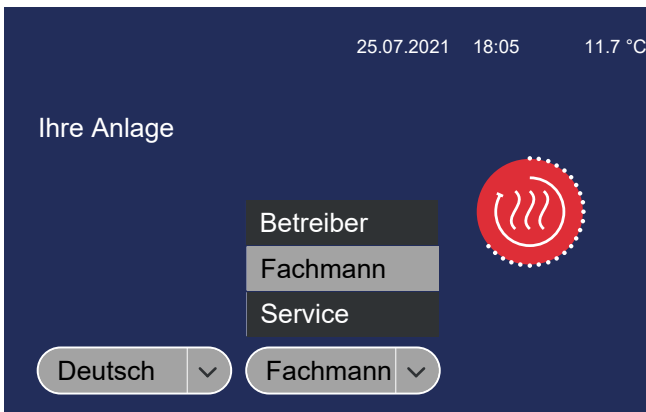 25.07.2021 18:05 11.7 °C
Ihre Anlage
Betreiber
Fachmann
Service
Deutsch Fachmann